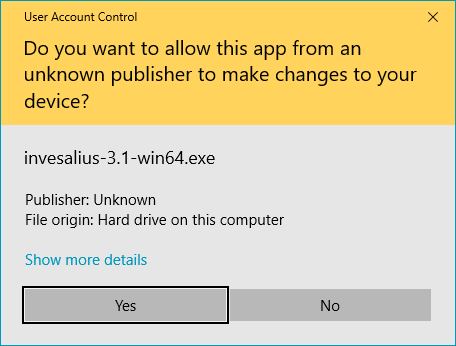 User Account Control
Do you want to allow this app from an
unknown publisher to make changes to your
device?
invesalius-3.1-win64.exe
Publisher: Unknown
File origin: Hard drive on this computer
Show more details
Yes
No